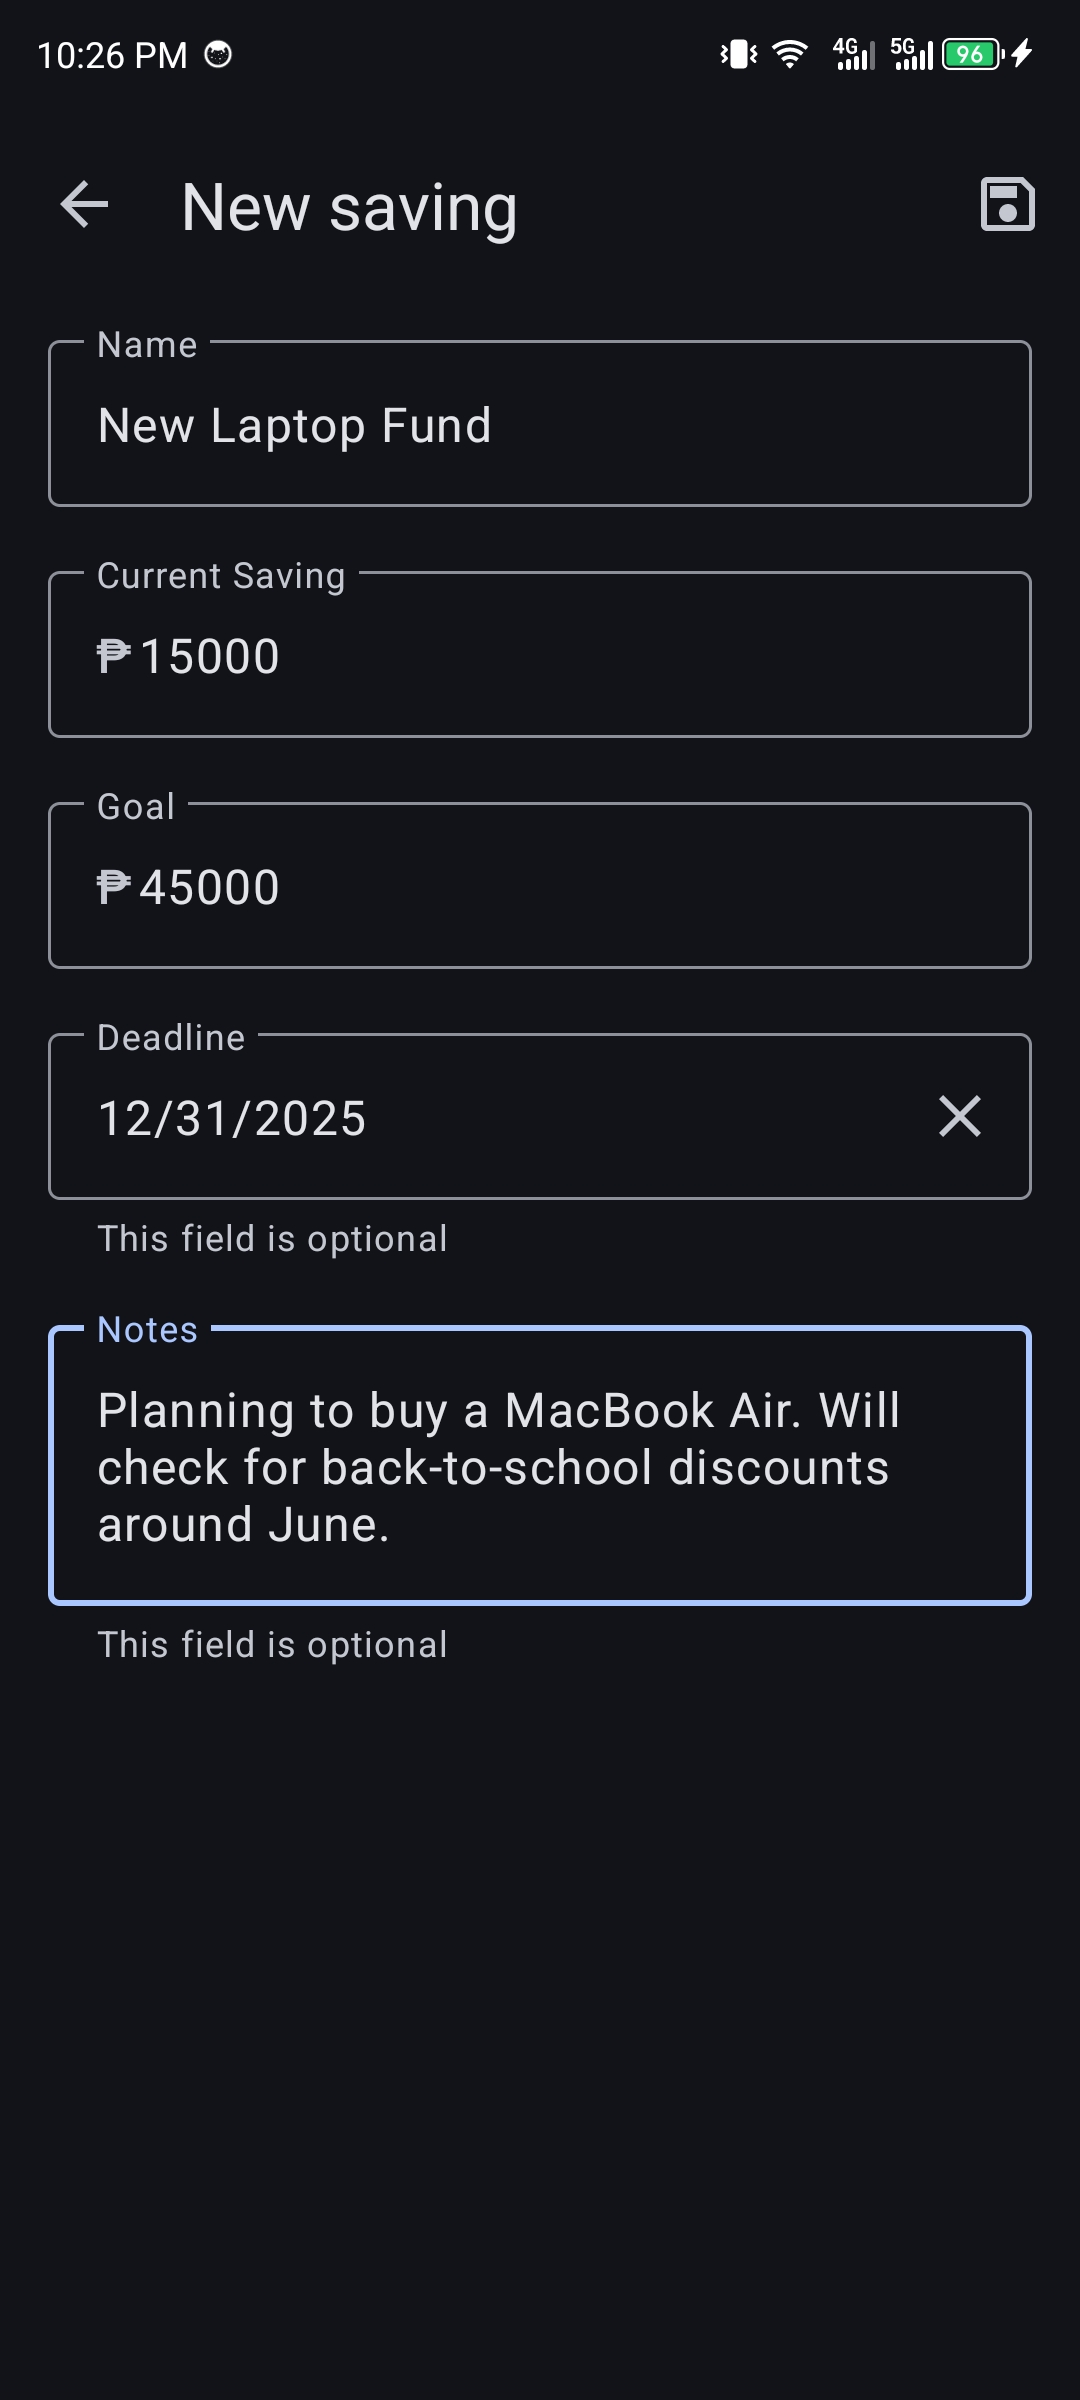 10:26 PM
4G 5G 96
New saving
Name
New Laptop Fund
Current Saving
₱15000
Goal
₱45000
Deadline
12/31/2025
This field is optional
Notes
Planning to buy a MacBook Air. Will
check for back-to-school discounts
around June.
This field is optional